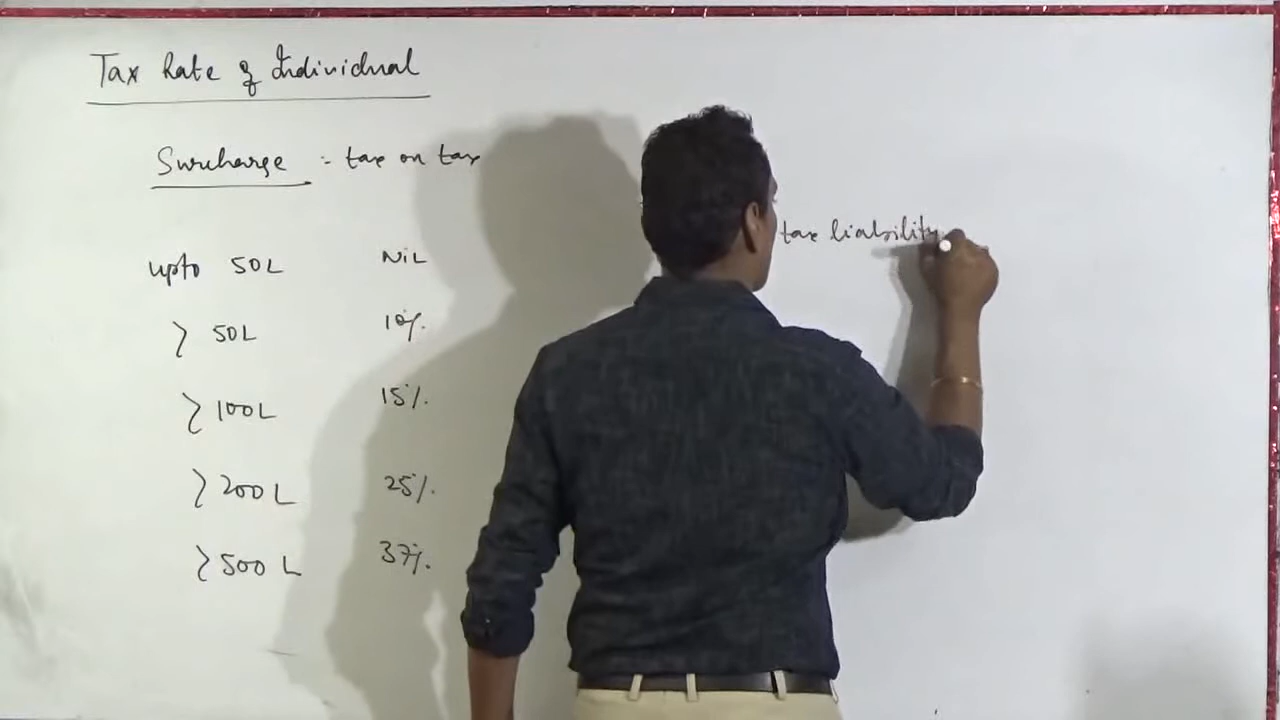 Tax Rate of Individual
Surcharge :- tax on tax
upto 50L NiL
> 50L 10%.
> 100L 15%.
> 200L 25%.
> 500L 37%.
tax liability